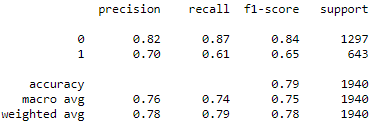 precision recall f1-score support
0 0.82 0.87 0.84 1297
1 0.70 0.61 0.65 643
accuracy 0.79 1940
macro avg 0.76 0.74 0.75 1940
weighted avg 0.78 0.79 0.78 1940